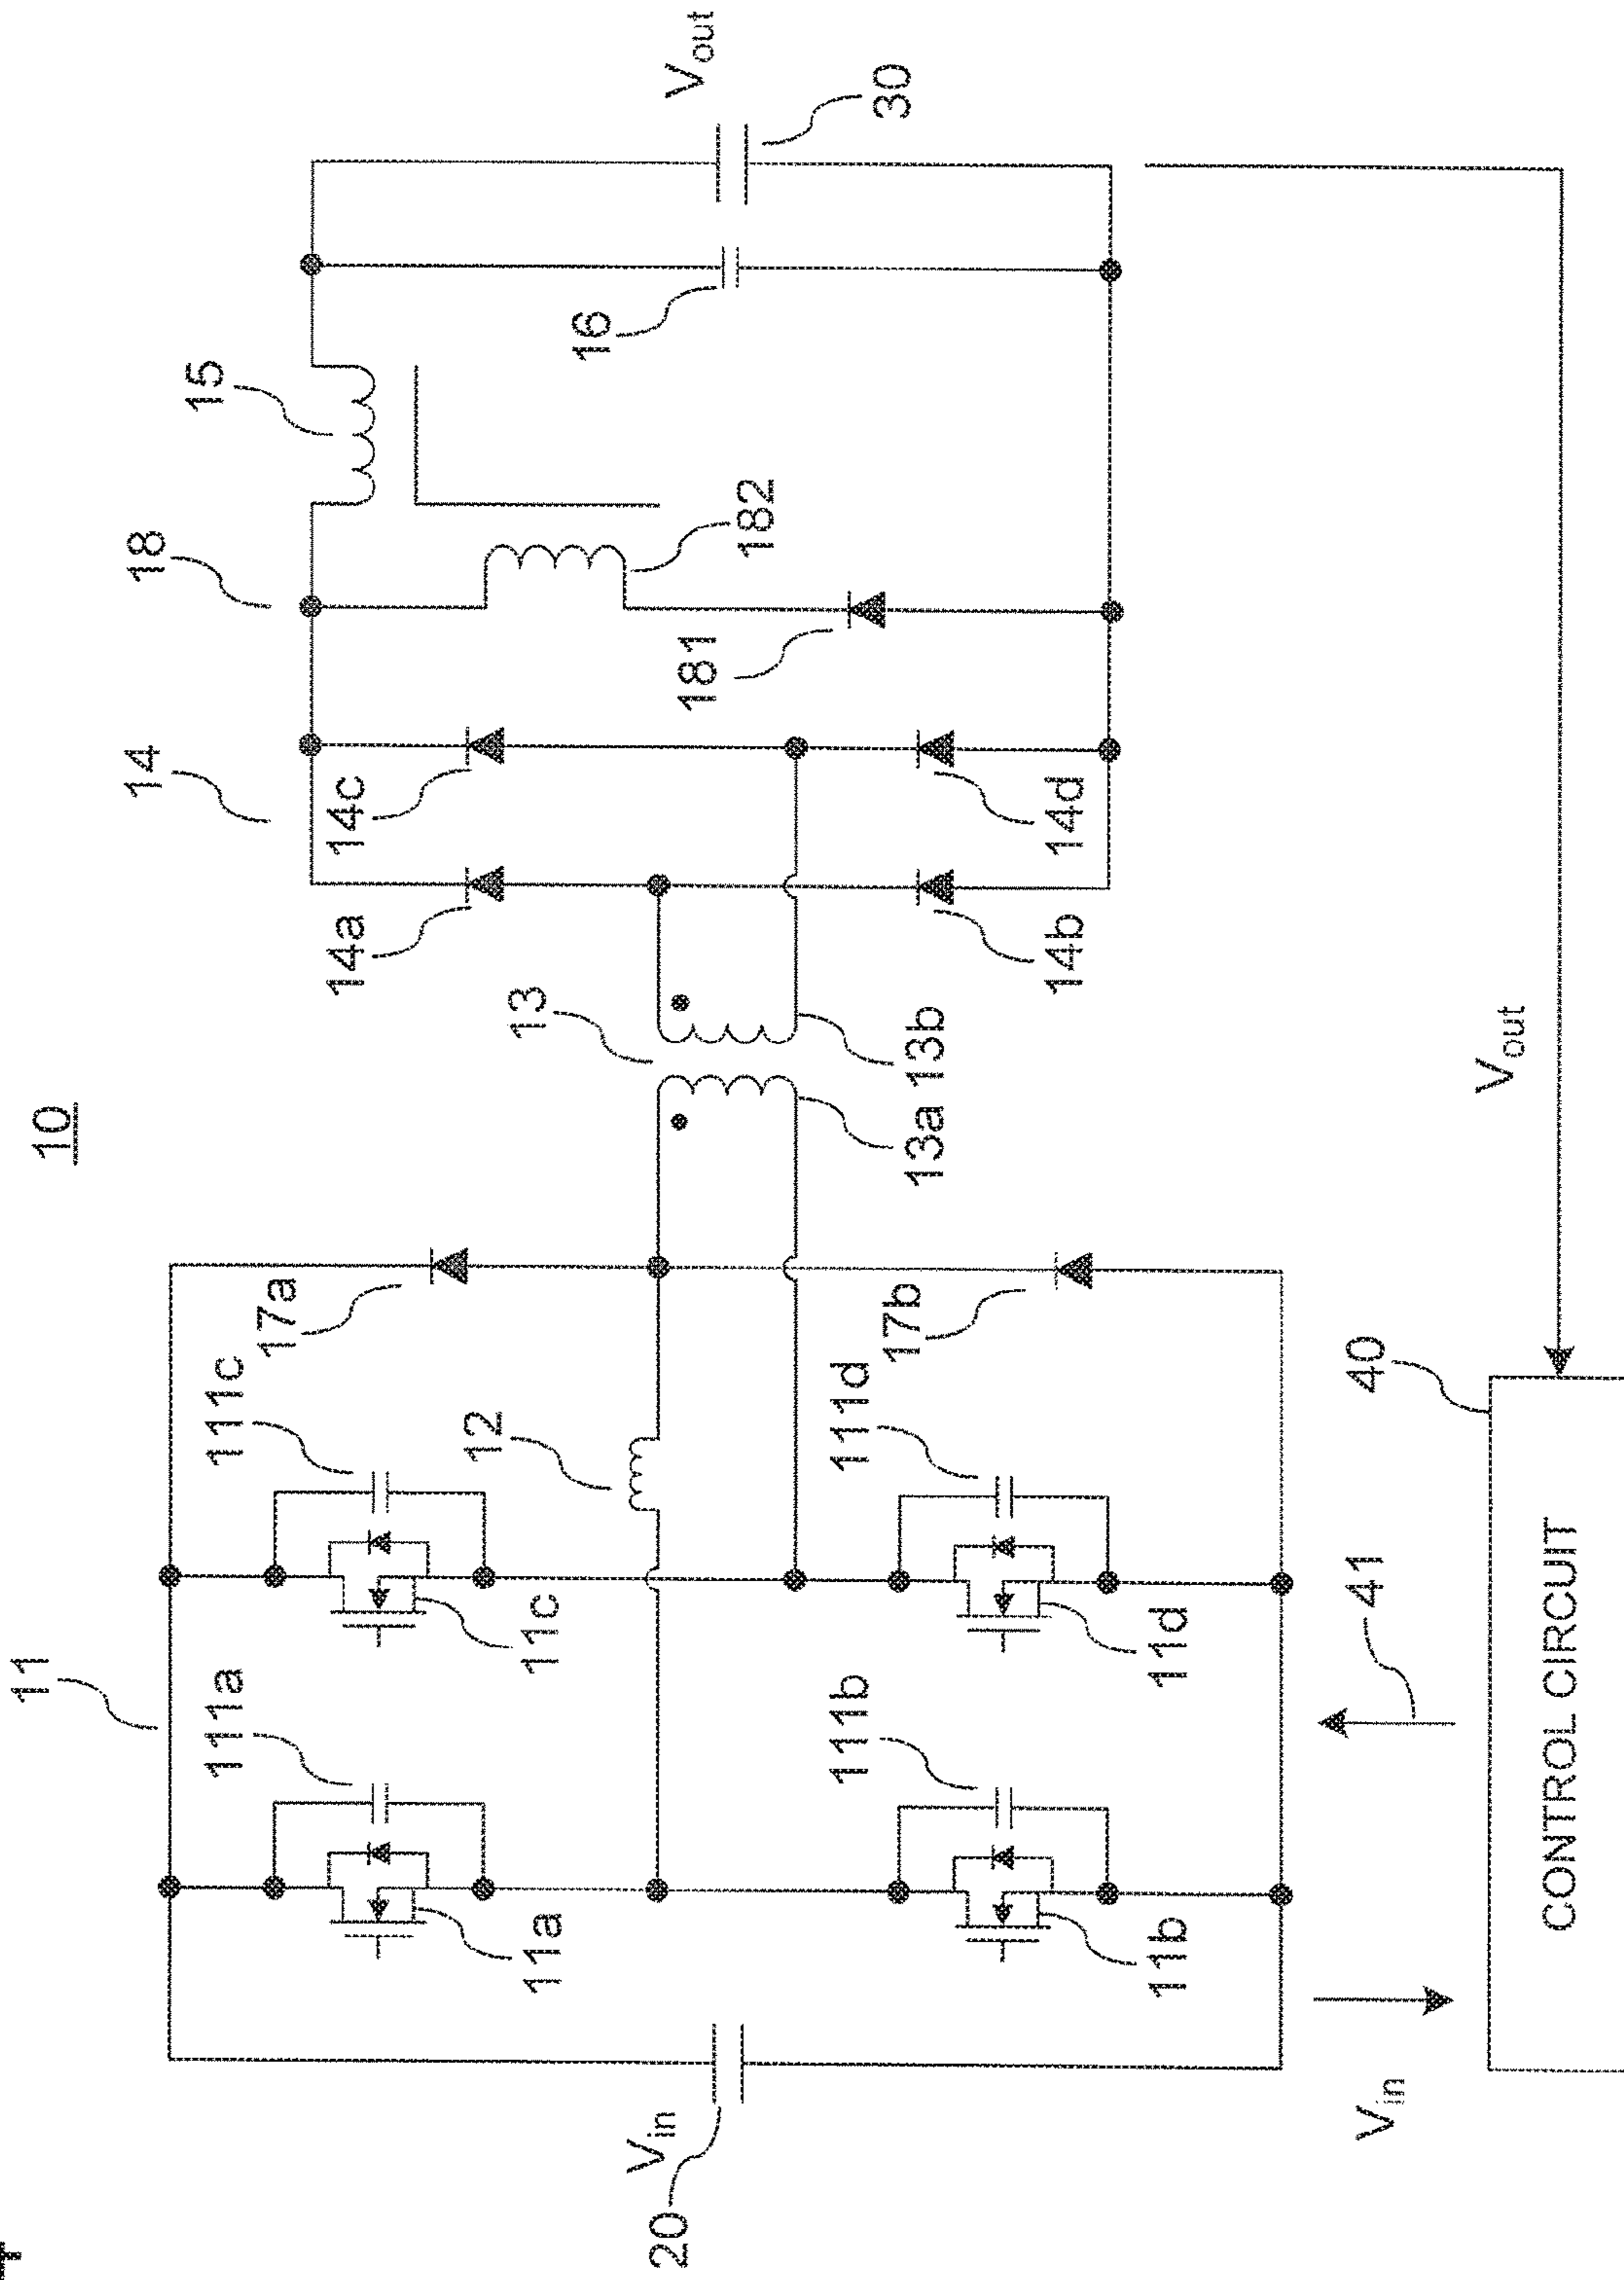 10
11
111a
111c
17a
11a
11c
12
13
13a
13b
14
14a
14c
14b
14d
18
181
182
15
16
30
Vout
20
Vin
111b
111d
17b
11b
11d
41
40
Vin
Vout
CONTROL CIRCUIT